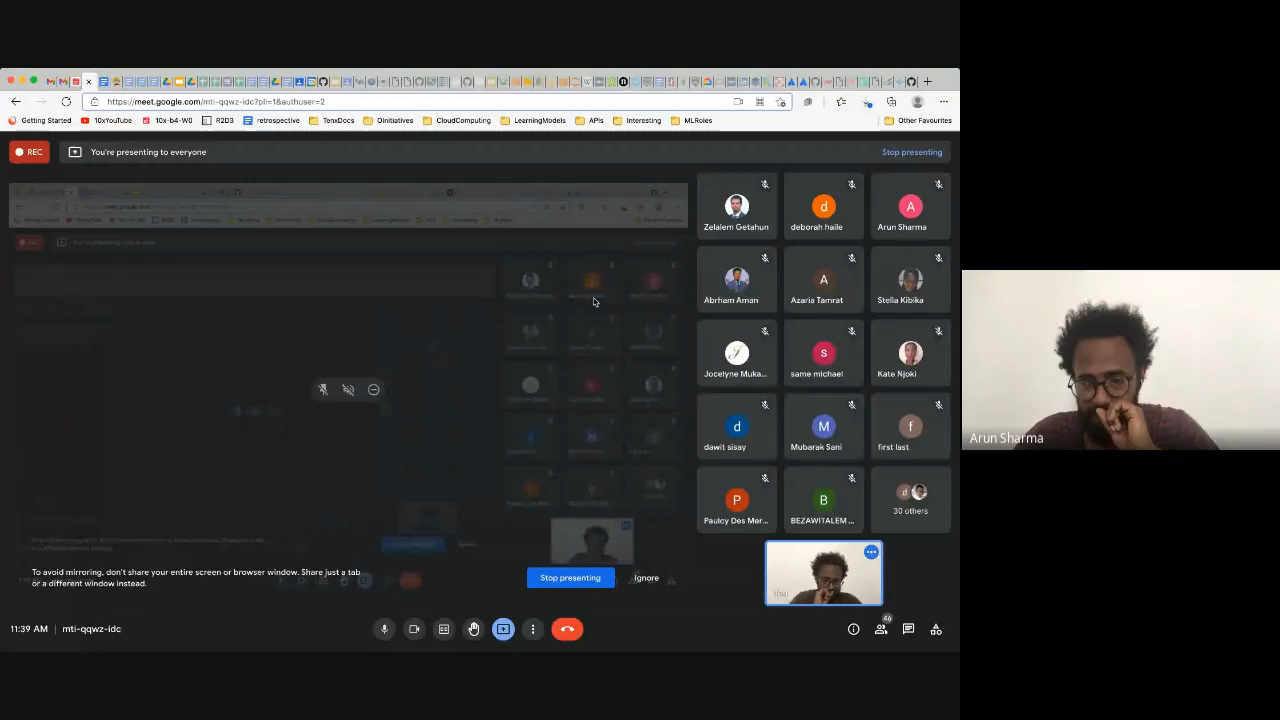 https://meet.google.com/mti-qqwz-idc?pli=1&authuser=2
Getting Started
10xYouTube
10x-b4-W0
R2D3
retrospective
TenxDocs
OInitiatives
CloudComputing
LearningModels
APIs
Interesting
MLRoles
Other Favourites
REC
You're presenting to everyone
Stop presenting
Zelalem Getahun
d
deborah haile
A
Arun Sharma
Abrham Aman
A
Azaria Tamrat
Stella Kibika
Jocelyne Muka...
s
same michael
Kate Njoki
d
dawit sisay
M
Mubarak Sani
f
first last
P
Paulcy Des Mer...
B
BEZAWITALEM ...
d
30 others
Arun Sharma
To avoid mirroring, don't share your entire screen or browser window. Share just a tab
or a different window instead.
Stop presenting
Ignore
You
11:39 AM | mti-qqwz-idc
46